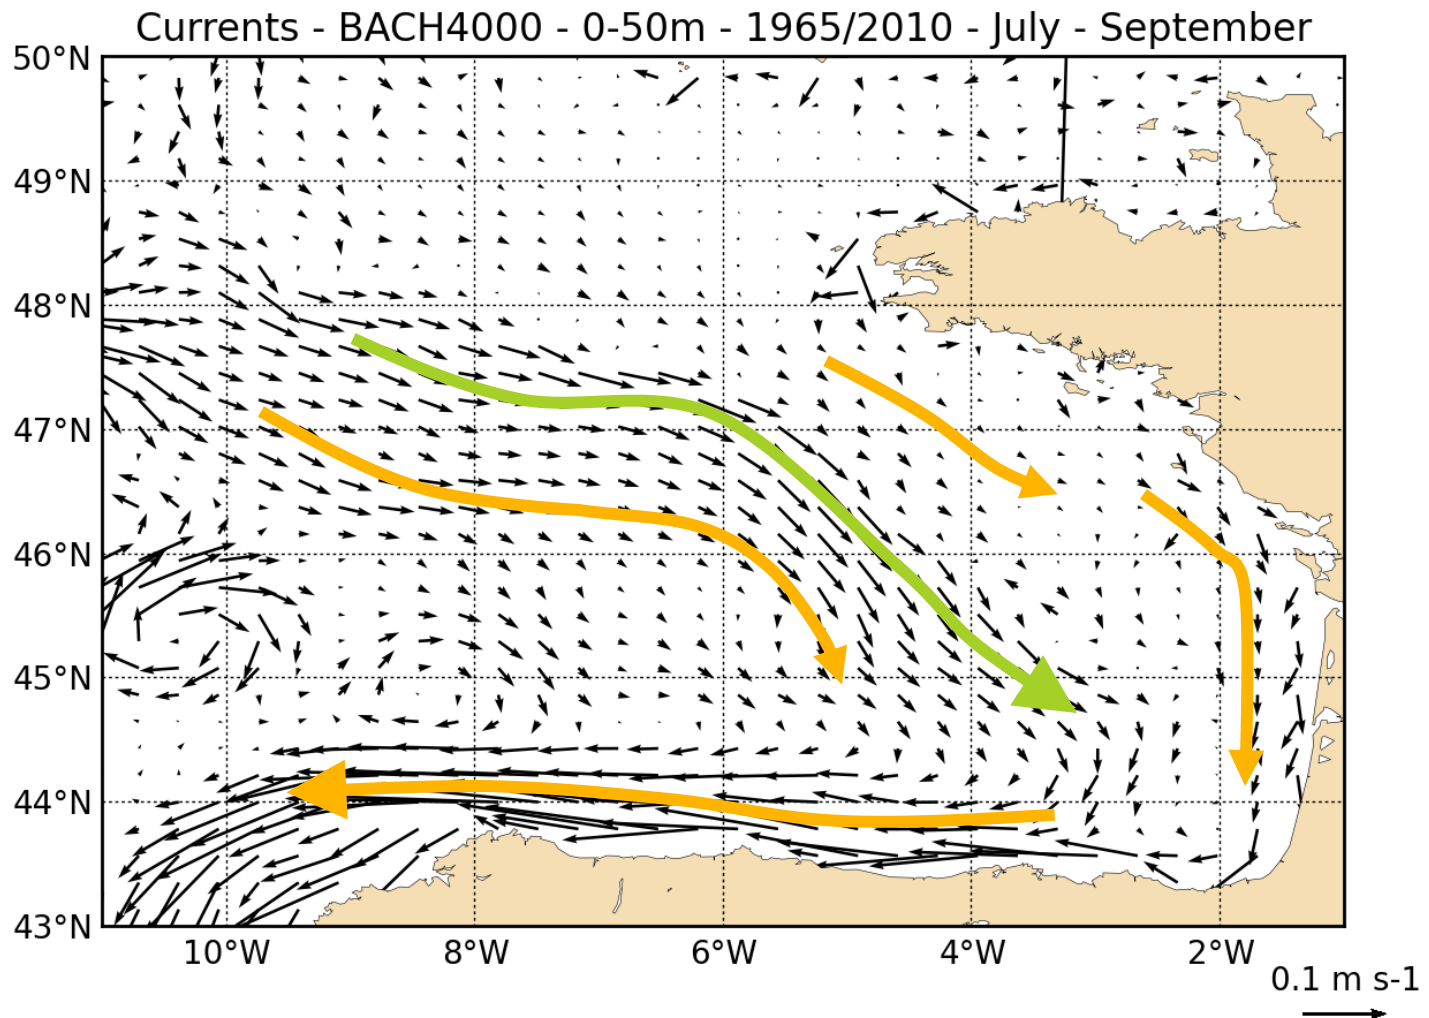 Currents - BACH4000 - 0-50m - 1965/2010 - July - September
50°N
49°N
48°N
47°N
46°N
45°N
44°N
43°N
10°W 8°W 6°W 4°W 2°W
0.1 m s-1